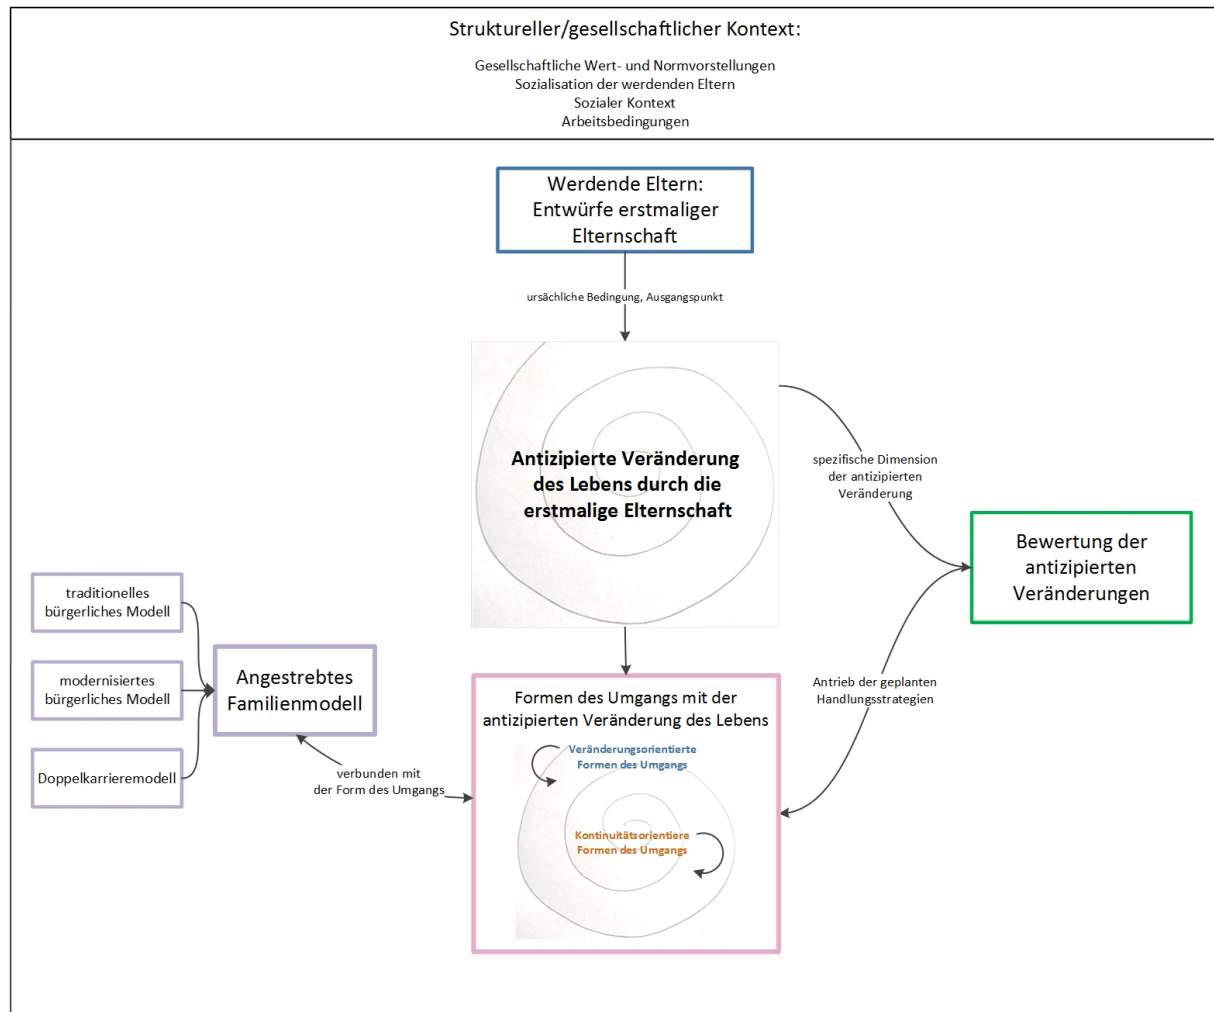 Struktureller/gesellschaftlicher Kontext:
Gesellschaftliche Wert- und Normvorstellungen
Sozialisation der werdenden Eltern
Sozialer Kontext
Arbeitsbedingungen
Werdende Eltern:
Entwürfe erstmaliger
Elternschaft
ursächliche Bedingung, Ausgangspunkt
Antizipierte Veränderung
des Lebens durch die
erstmalige Elternschaft
spezifische Dimension
der antizipierten
Veränderung
Bewertung der
antizipierten
Veränderungen
traditionelles
bürgerliches Modell
modernisiertes
bürgerliches Modell
Doppelkarrieremodell
Angestrebtes
Familienmodell
verbunden mit
der Form des Umgangs
Formen des Umgangs mit der
antizipierten Veränderung des Lebens
Veränderungsorientierte
Formen des Umgangs
Kontinuitätsorientiere
Formen des Umgangs
Antrieb der geplanten
Handlungsstrategien